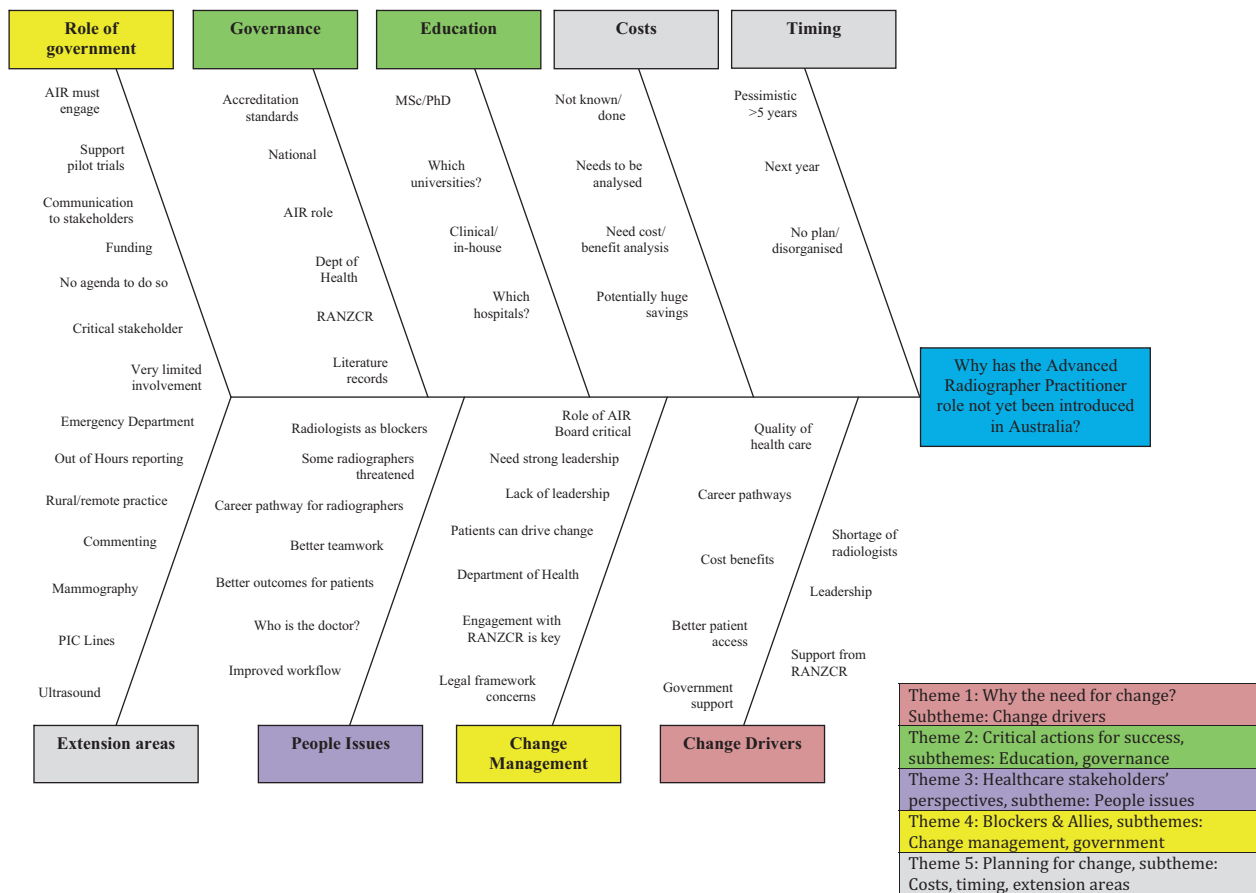 Role of
government
Governance
Education
Costs
Timing
AIR must
engage
Support
pilot trials
Communication
to stakeholders
Funding
No agenda to do so
Critical stakeholder
Very limited
involvement
Accreditation
standards
National
AIR role
Dept of
Health
RANZCR
Literature
records
MSc/PhD
Which
universities?
Clinical/
in-house
Which
hospitals?
Not known/
done
Needs to be
analysed
Need cost/
benefit analysis
Potentially huge
savings
Pessimistic
>5 years
Next year
No plan/
disorganised
Why has the Advanced
Radiographer Practitioner
role not yet been introduced
in Australia?
Emergency Department
Out of Hours reporting
Rural/remote practice
Commenting
Mammography
PIC Lines
Ultrasound
Radiologists as blockers
Some radiographers
threatened
Career pathway for radiographers
Better teamwork
Better outcomes for patients
Who is the doctor?
Improved workflow
Role of AIR
Board critical
Need strong leadership
Lack of leadership
Patients can drive change
Department of Health
Engagement with
RANZCR is key
Legal framework
concerns
Quality of
health care
Career pathways
Cost benefits
Better patient
access
Government
support
Shortage of
radiologists
Leadership
Support from
RANZCR
Extension areas
People Issues
Change
Management
Change Drivers
Theme 1: Why the need for change?
Subtheme: Change drivers
Theme 2: Critical actions for success,
subthemes: Education, governance
Theme 3: Healthcare stakeholders’
perspectives, subtheme: People issues
Theme 4: Blockers & Allies, subthemes:
Change management, government
Theme 5: Planning for change, subtheme:
Costs, timing, extension areas